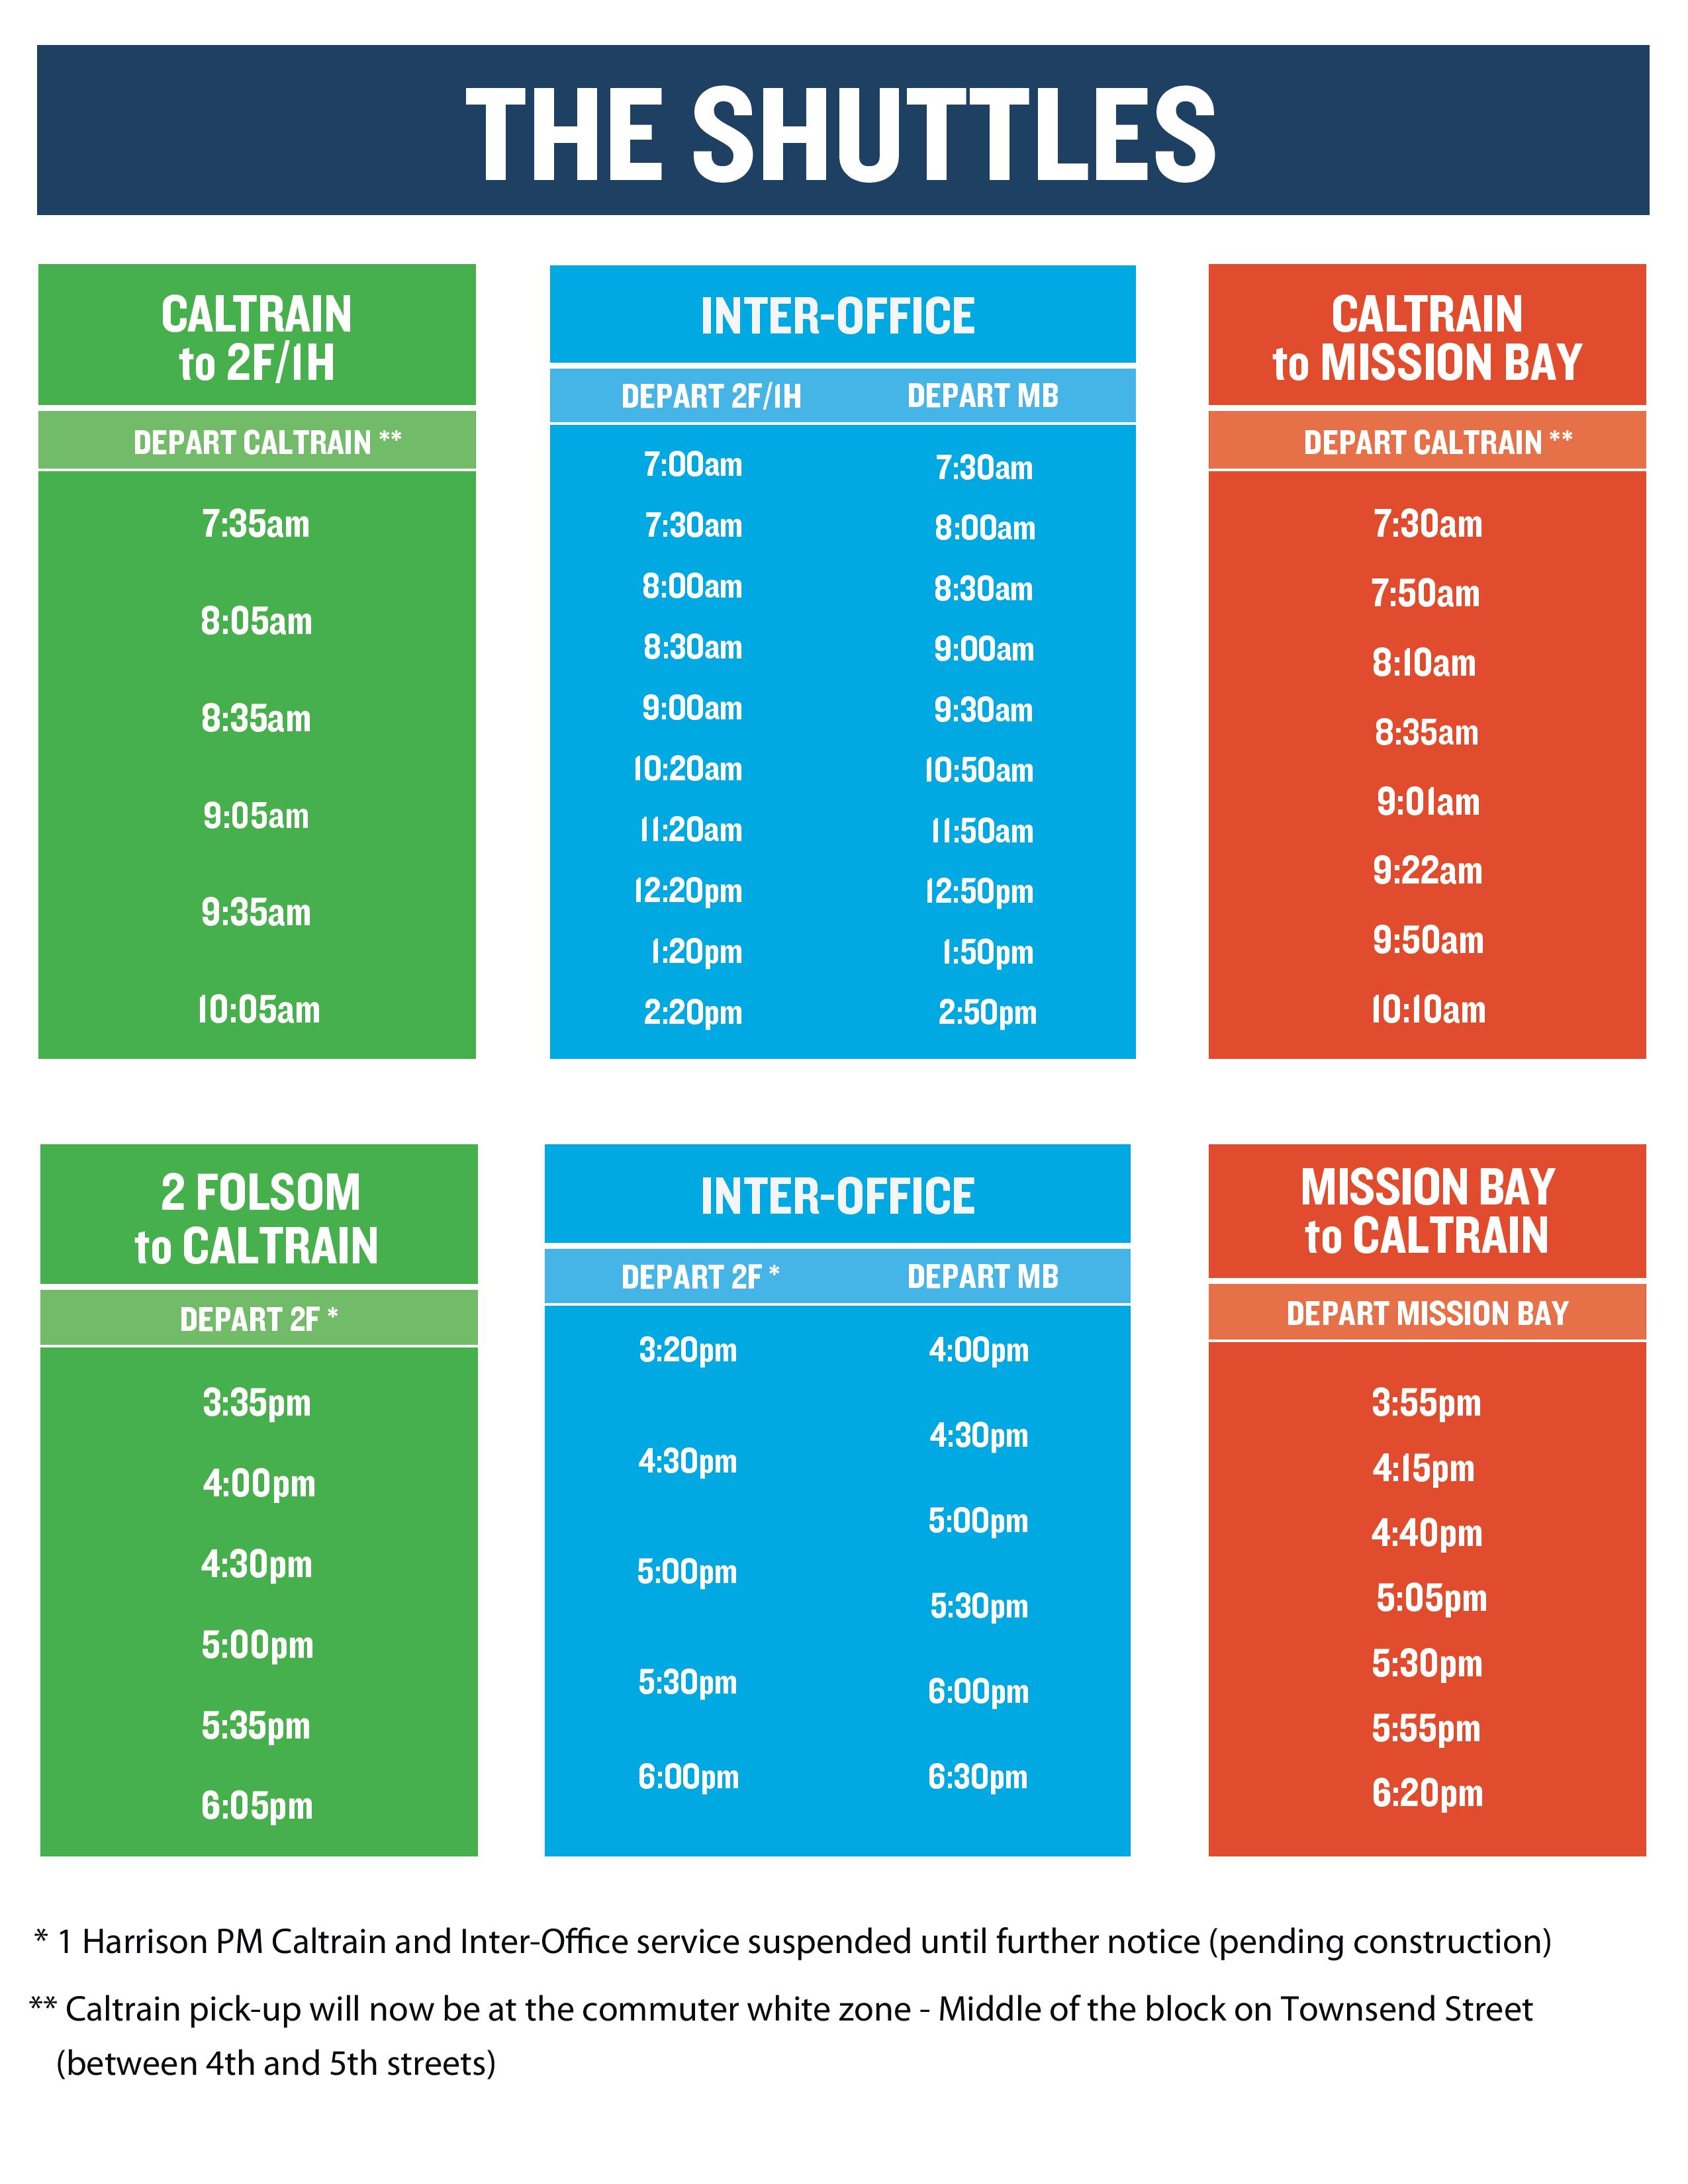 THE SHUTTLES
CALTRAIN
to 2F/1H
DEPART CALTRAIN **
7:35am
8:05am
8:35am
9:05am
9:35am
10:05am
INTER-OFFICE
DEPART 2F/1H DEPART MB
7:00am 7:30am
7:30am 8:00am
8:00am 8:30am
8:30am 9:00am
9:00am 9:30am
10:20am 10:50am
11:20am 11:50am
12:20pm 12:50pm
1:20pm 1:50pm
2:20pm 2:50pm
CALTRAIN
to MISSION BAY
DEPART CALTRAIN **
7:30am
7:50am
8:10am
8:35am
9:01am
9:22am
9:50am
10:10am
2 FOLSOM
to CALTRAIN
DEPART 2F *
3:35pm
4:00pm
4:30pm
5:00pm
5:35pm
6:05pm
INTER-OFFICE
DEPART 2F * DEPART MB
3:20pm 4:00pm
4:30pm
4:30pm
5:00pm
5:00pm
5:30pm
5:30pm
6:00pm
6:00pm 6:30pm
MISSION BAY
to CALTRAIN
DEPART MISSION BAY
3:55pm
4:15pm
4:40pm
5:05pm
5:30pm
5:55pm
6:20pm
* 1 Harrison PM Caltrain and Inter-Office service suspended until further notice (pending construction)
** Caltrain pick-up will now be at the commuter white zone - Middle of the block on Townsend Street
(between 4th and 5th streets)